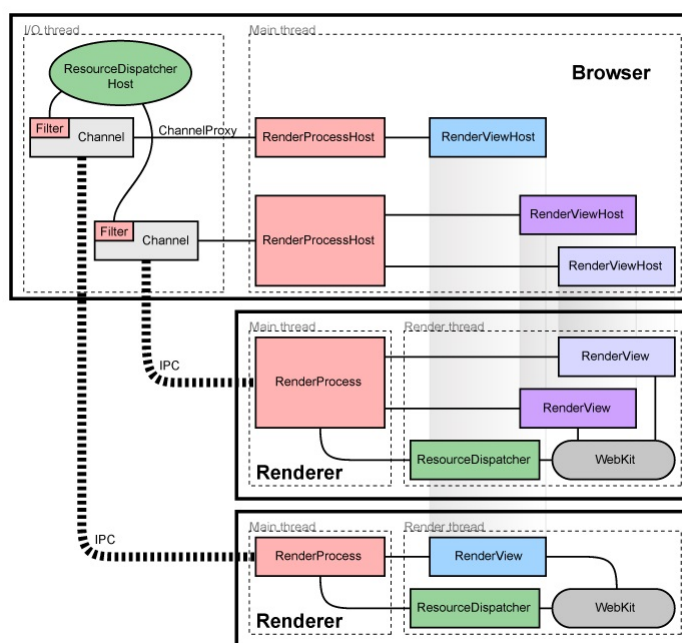 I/O thread
Main thread
ResourceDispatcher
Host
Browser
Filter
Channel
ChannelProxy
RenderProcessHost
RenderViewHost
Filter
Channel
RenderProcessHost
RenderViewHost
RenderViewHost
Main thread
Render thread
IPC
RenderProcess
RenderView
RenderView
Renderer
ResourceDispatcher
WebKit
Main thread
Render thread
IPC
RenderProcess
RenderView
Renderer
ResourceDispatcher
WebKit